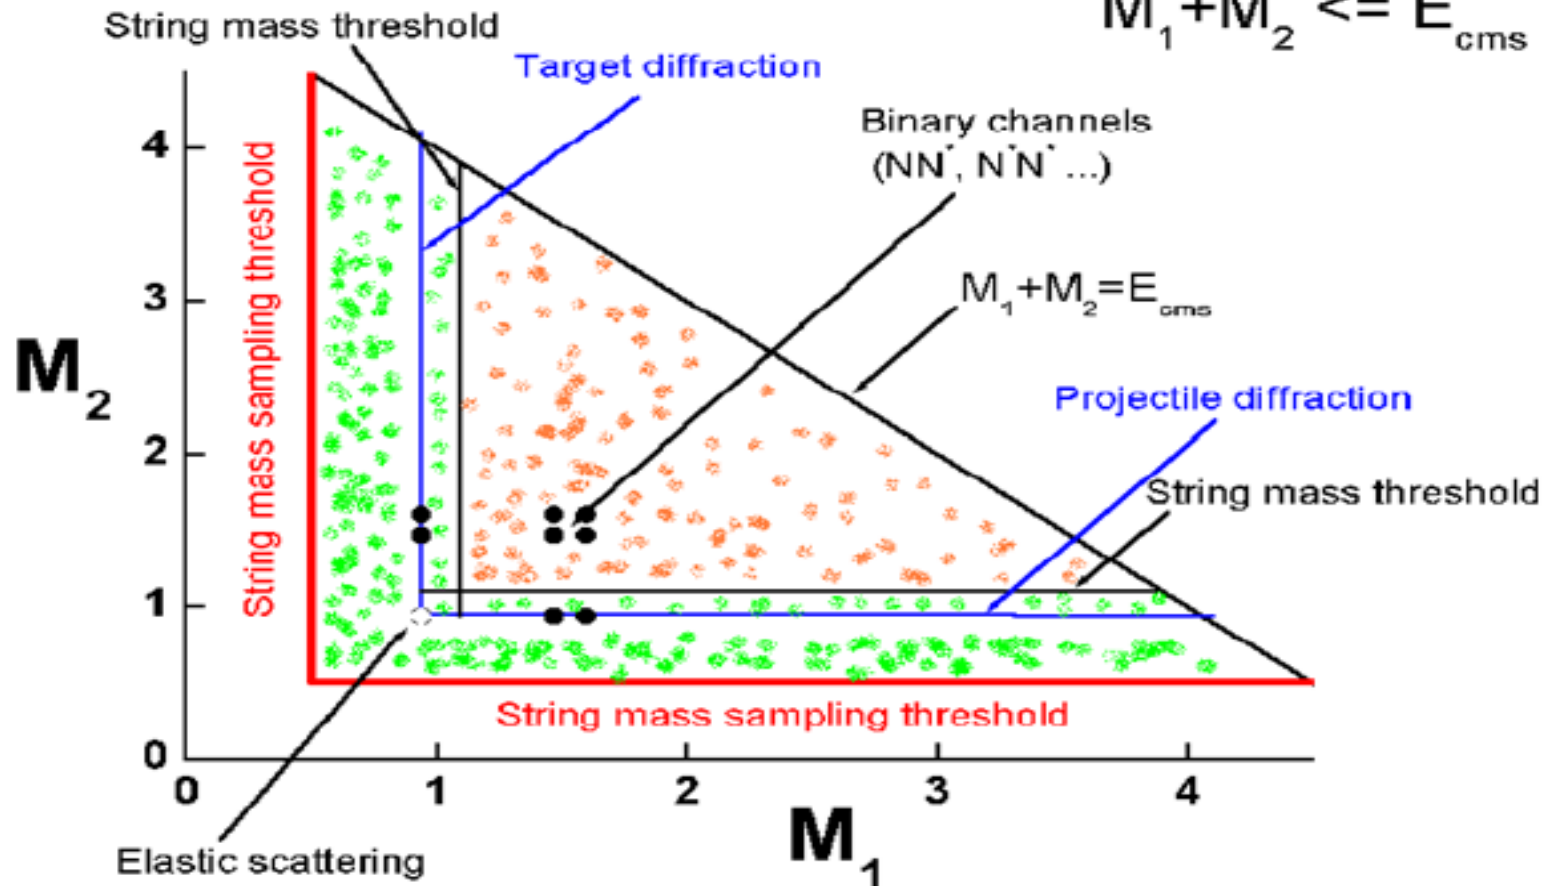 M₁+M₂ <= E_cms
String mass threshold
Target diffraction
Binary channels
(NN*, N*N* ...)
M₁+M₂=E_cms
Projectile diffraction
String mass threshold
String mass sampling threshold
String mass sampling threshold
Elastic scattering
M₂
4
3
2
1
0
0 1 2 3 4
M₁